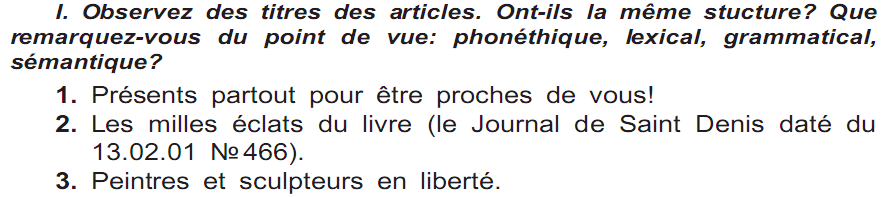 I. Observez des titres des articles. Ont-ils la même stucture? Que
remarquez-vous du point de vue: phonéthique, lexical, grammatical,
sémantique?
1. Présents partout pour être proches de vous!
2. Les milles éclats du livre (le Journal de Saint Denis daté du
13.02.01 №466).
3. Peintres et sculpteurs en liberté.